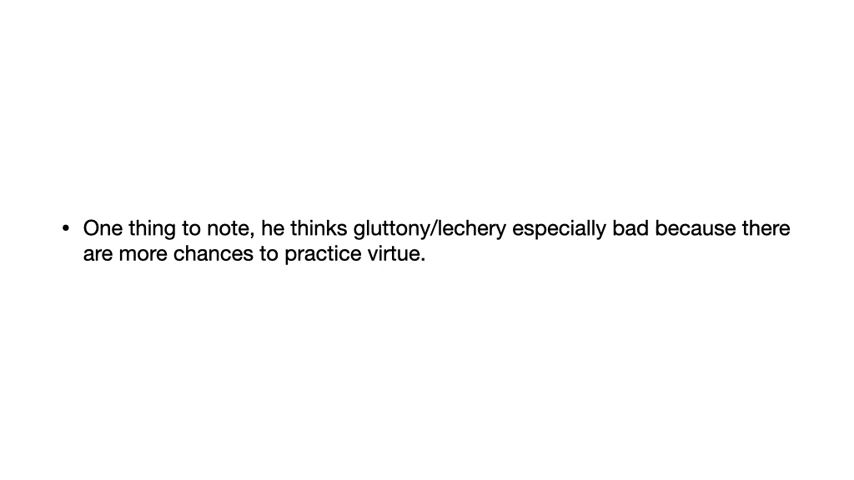 • One thing to note, he thinks gluttony/lechery especially bad because there
are more chances to practice virtue.